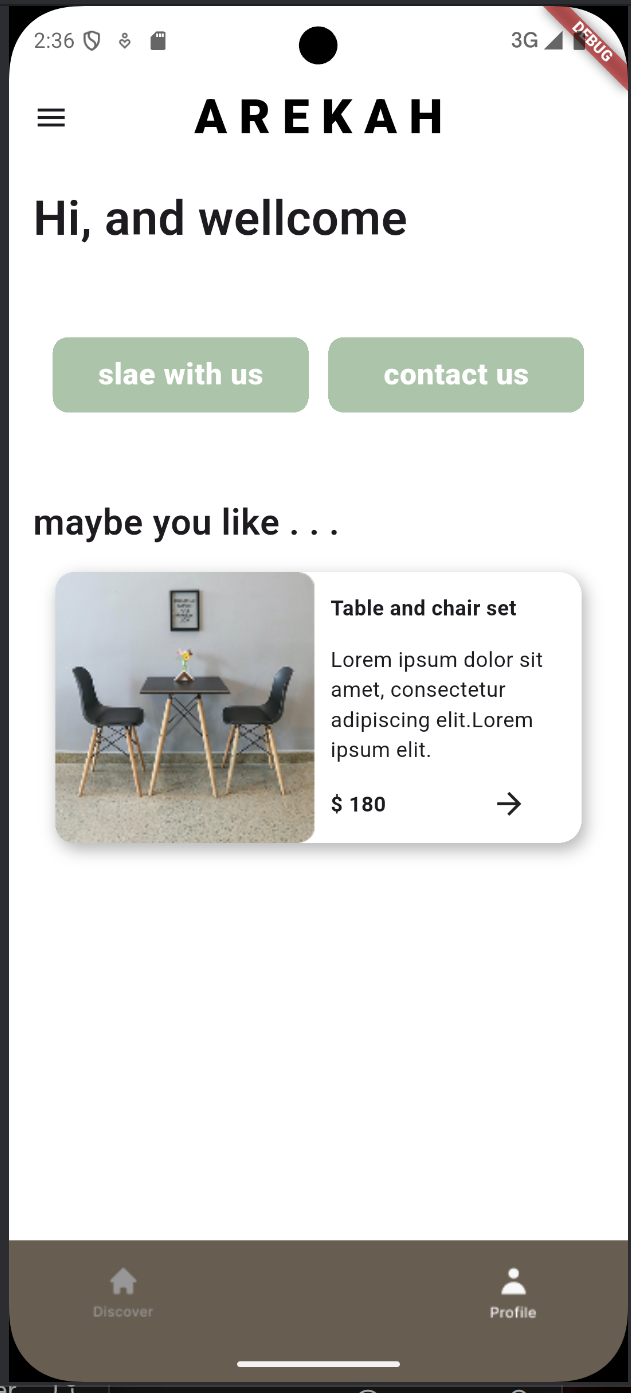 2:36
3G
DEBUG
AREKAH
Hi, and wellcome
slae with us
contact us
maybe you like . . .
Table and chair set
Lorem ipsum dolor sit
amet, consectetur
adipiscing elit.Lorem
ipsum elit.
$ 180
Discover
Profile